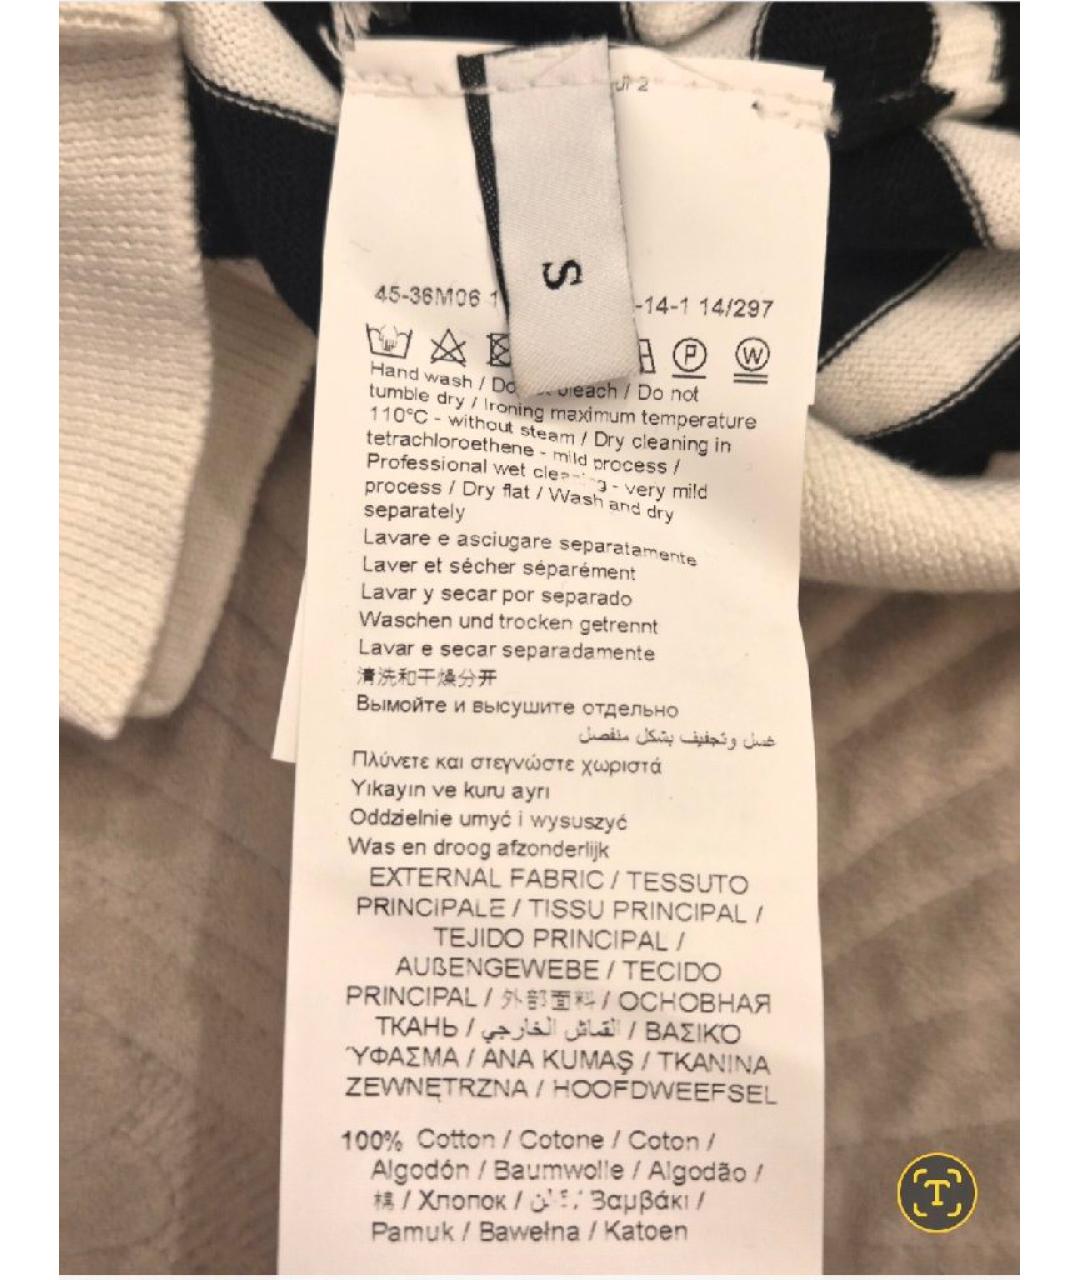 S
45-36M06 1 -14-1 14/297
P W
Hand wash / Do bleach / Do not
tumble dry / Ironing maximum temperature
110°C - without steam / Dry cleaning in
tetrachloroethene - mild process /
Professional wet - very mild
process / Dry flat / Wash and dry
separately
Lavare e asciugare separatamente
Laver et sécher séparément
Lavar y secar por separado
Waschen und trocken getrennt
Lavar e secar separadamente
清洗和干燥分开
Вымойте и высушите отдельно
غسل وتجفيف بشكل منفصل
Πλύνετε και στεγνώστε χωριστά
Yıkayın ve kuru ayrı
Oddzielnie umyć i wysuszyć
Was en droog afzonderlijk
EXTERNAL FABRIC / TESSUTO
PRINCIPALE / TISSU PRINCIPAL /
TEJIDO PRINCIPAL /
AUßENGEWEBE / TECIDO
PRINCIPAL / 外部面料 / ОСНОВНАЯ
ТКАНЬ / القماش الخارجي / ΒΑΣΙΚΌ
ΎΦΑΣΜΑ / ANA KUMAŞ / TKANINA
ZEWNĘTRZNA / HOOFDWEEFSEL
100% Cotton / Cotone / Coton /
Algodón / Baumwolle / Algodão /
棉 / Хлопок / Βαμβάκι /
Pamuk / Bawełna / Katoen